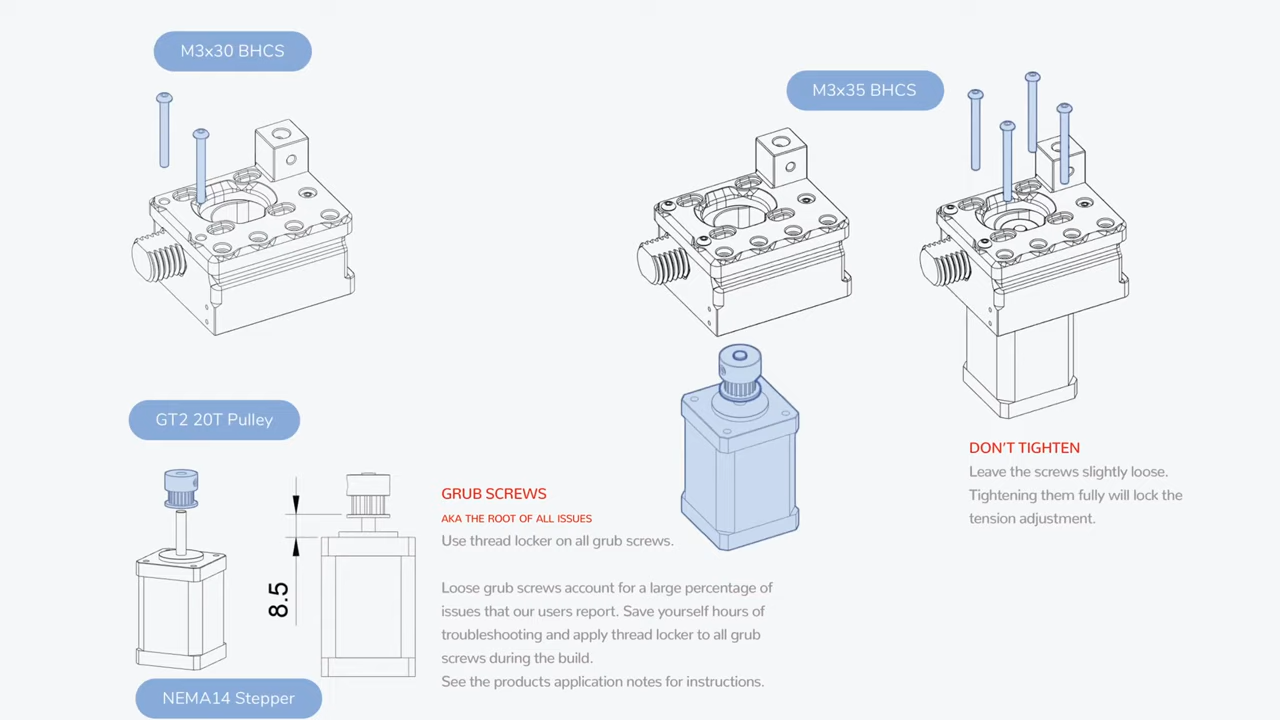 M3x30 BHCS
M3x35 BHCS
GT2 20T Pulley
8.5
NEMA14 Stepper
GRUB SCREWS
AKA THE ROOT OF ALL ISSUES
Use thread locker on all grub screws.
Loose grub screws account for a large percentage of
issues that our users report. Save yourself hours of
troubleshooting and apply thread locker to all grub
screws during the build.
See the products application notes for instructions.
DON'T TIGHTEN
Leave the screws slightly loose.
Tightening them fully will lock the
tension adjustment.